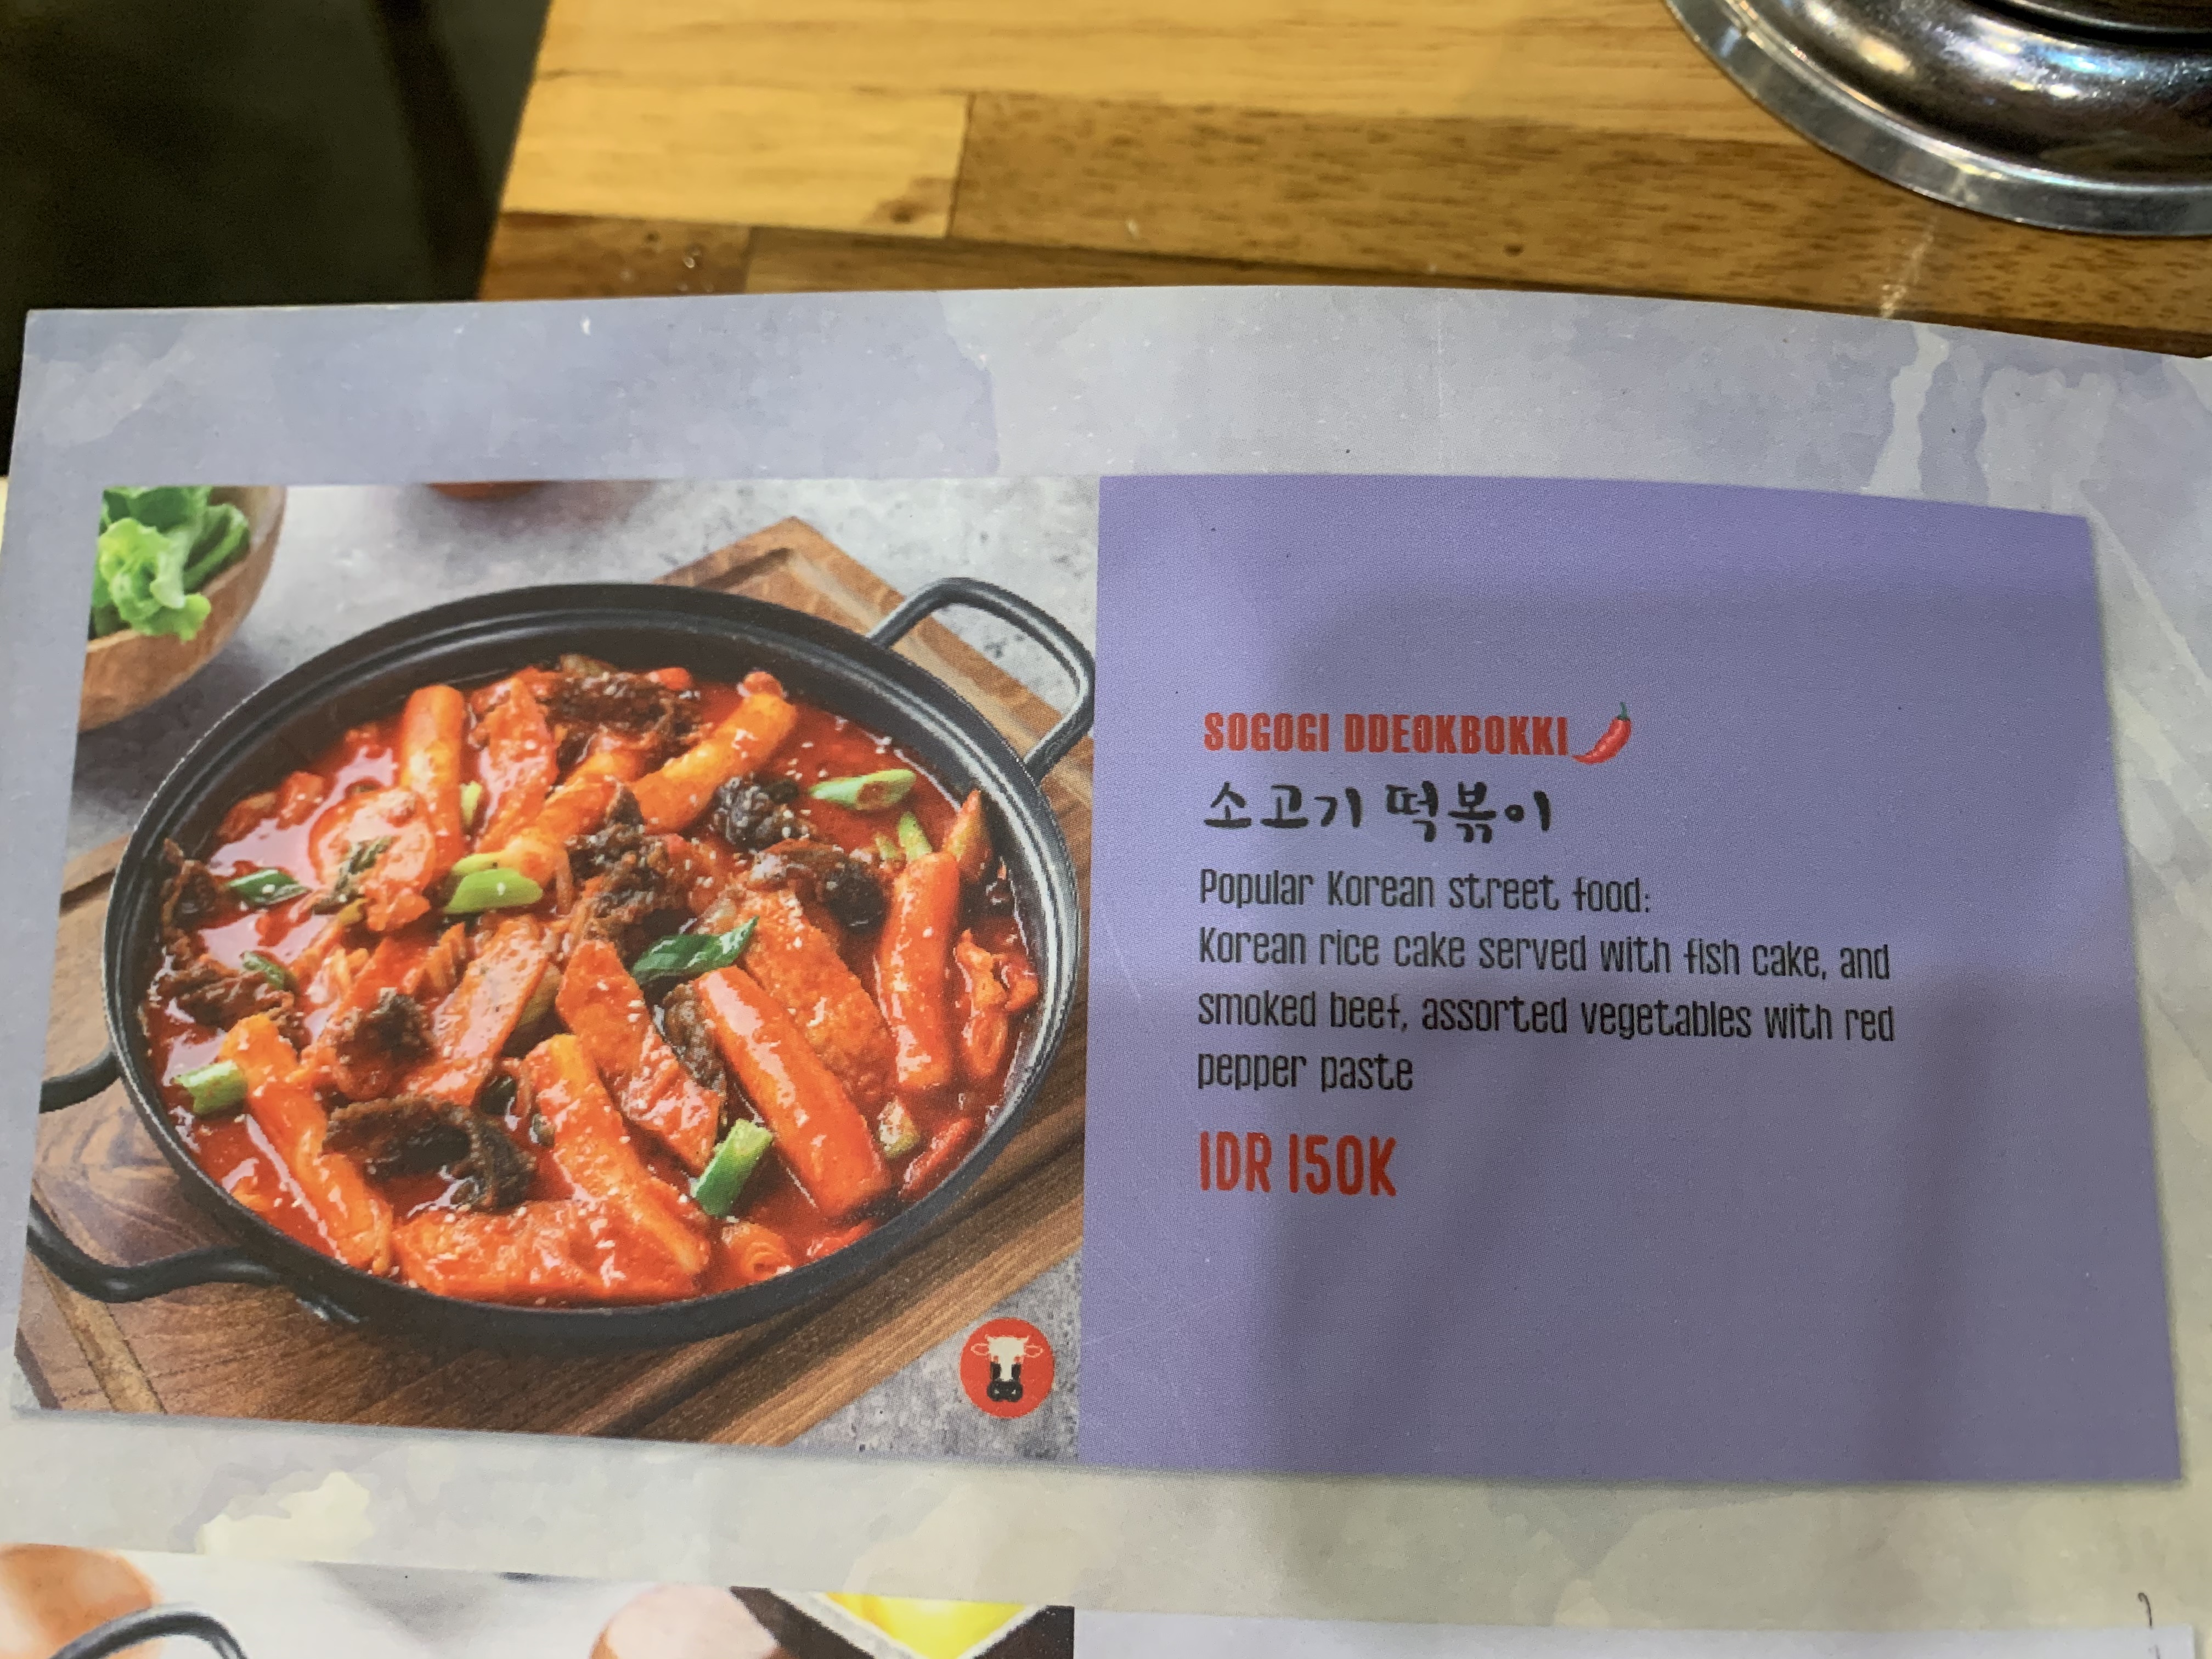 SOGOGI DDEOKBOKKI
소고기 떡볶이
Popular Korean street food:
Korean rice cake served with fish cake, and
smoked beef, assorted vegetables with red
pepper paste
IDR 150K